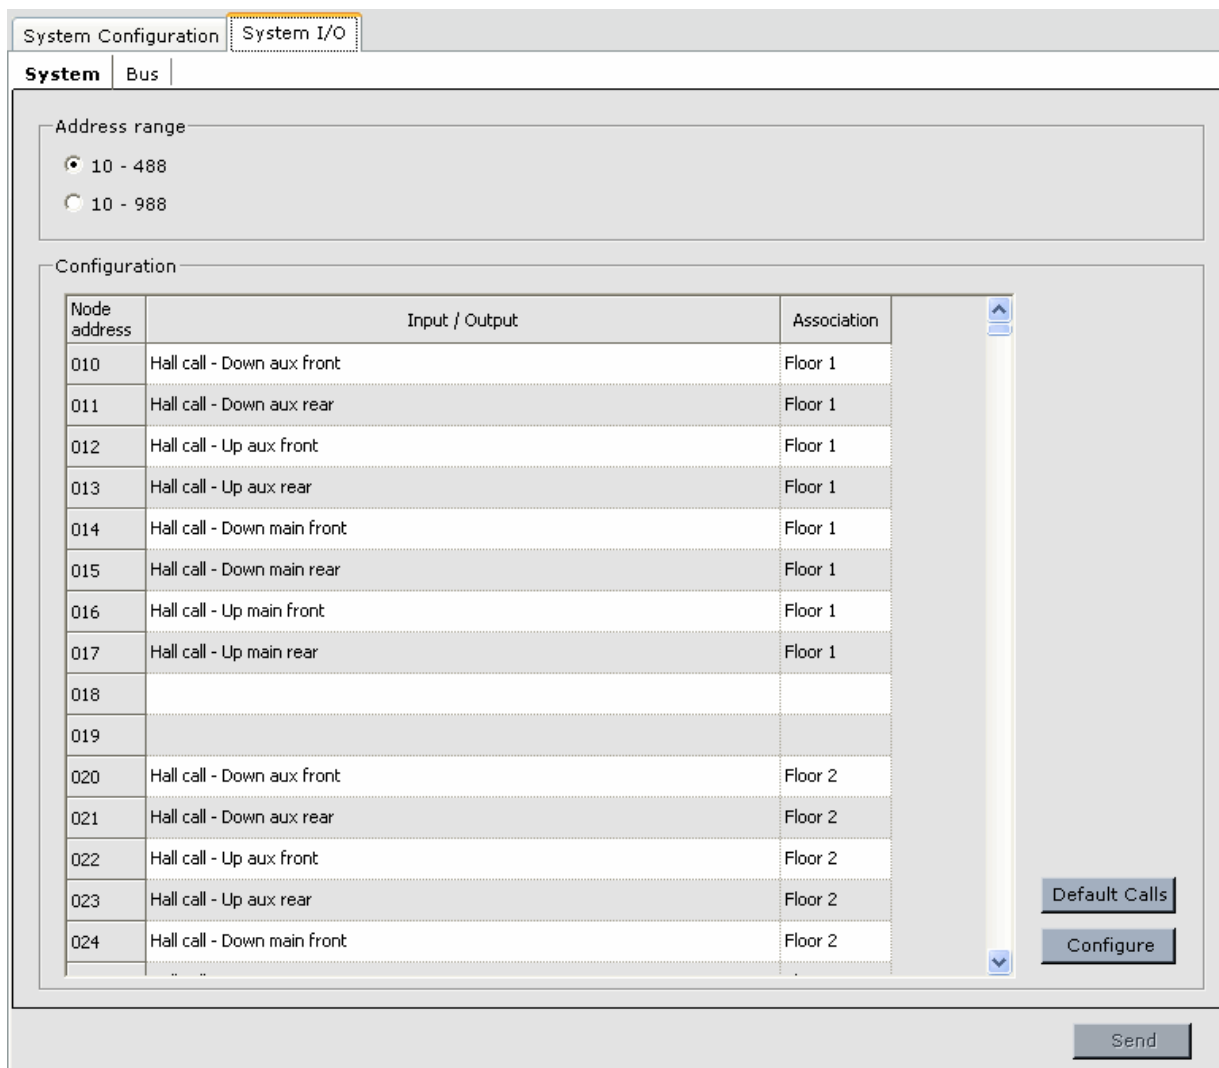 System Configuration System I/O
System Bus
Address range
10 - 488
10 - 988
Configuration
Node address Input / Output Association
010 Hall call - Down aux front Floor 1
011 Hall call - Down aux rear Floor 1
012 Hall call - Up aux front Floor 1
013 Hall call - Up aux rear Floor 1
014 Hall call - Down main front Floor 1
015 Hall call - Down main rear Floor 1
016 Hall call - Up main front Floor 1
017 Hall call - Up main rear Floor 1
018
019
020 Hall call - Down aux front Floor 2
021 Hall call - Down aux rear Floor 2
022 Hall call - Up aux front Floor 2
023 Hall call - Up aux rear Floor 2
024 Hall call - Down main front Floor 2
Default Calls
Configure
Send